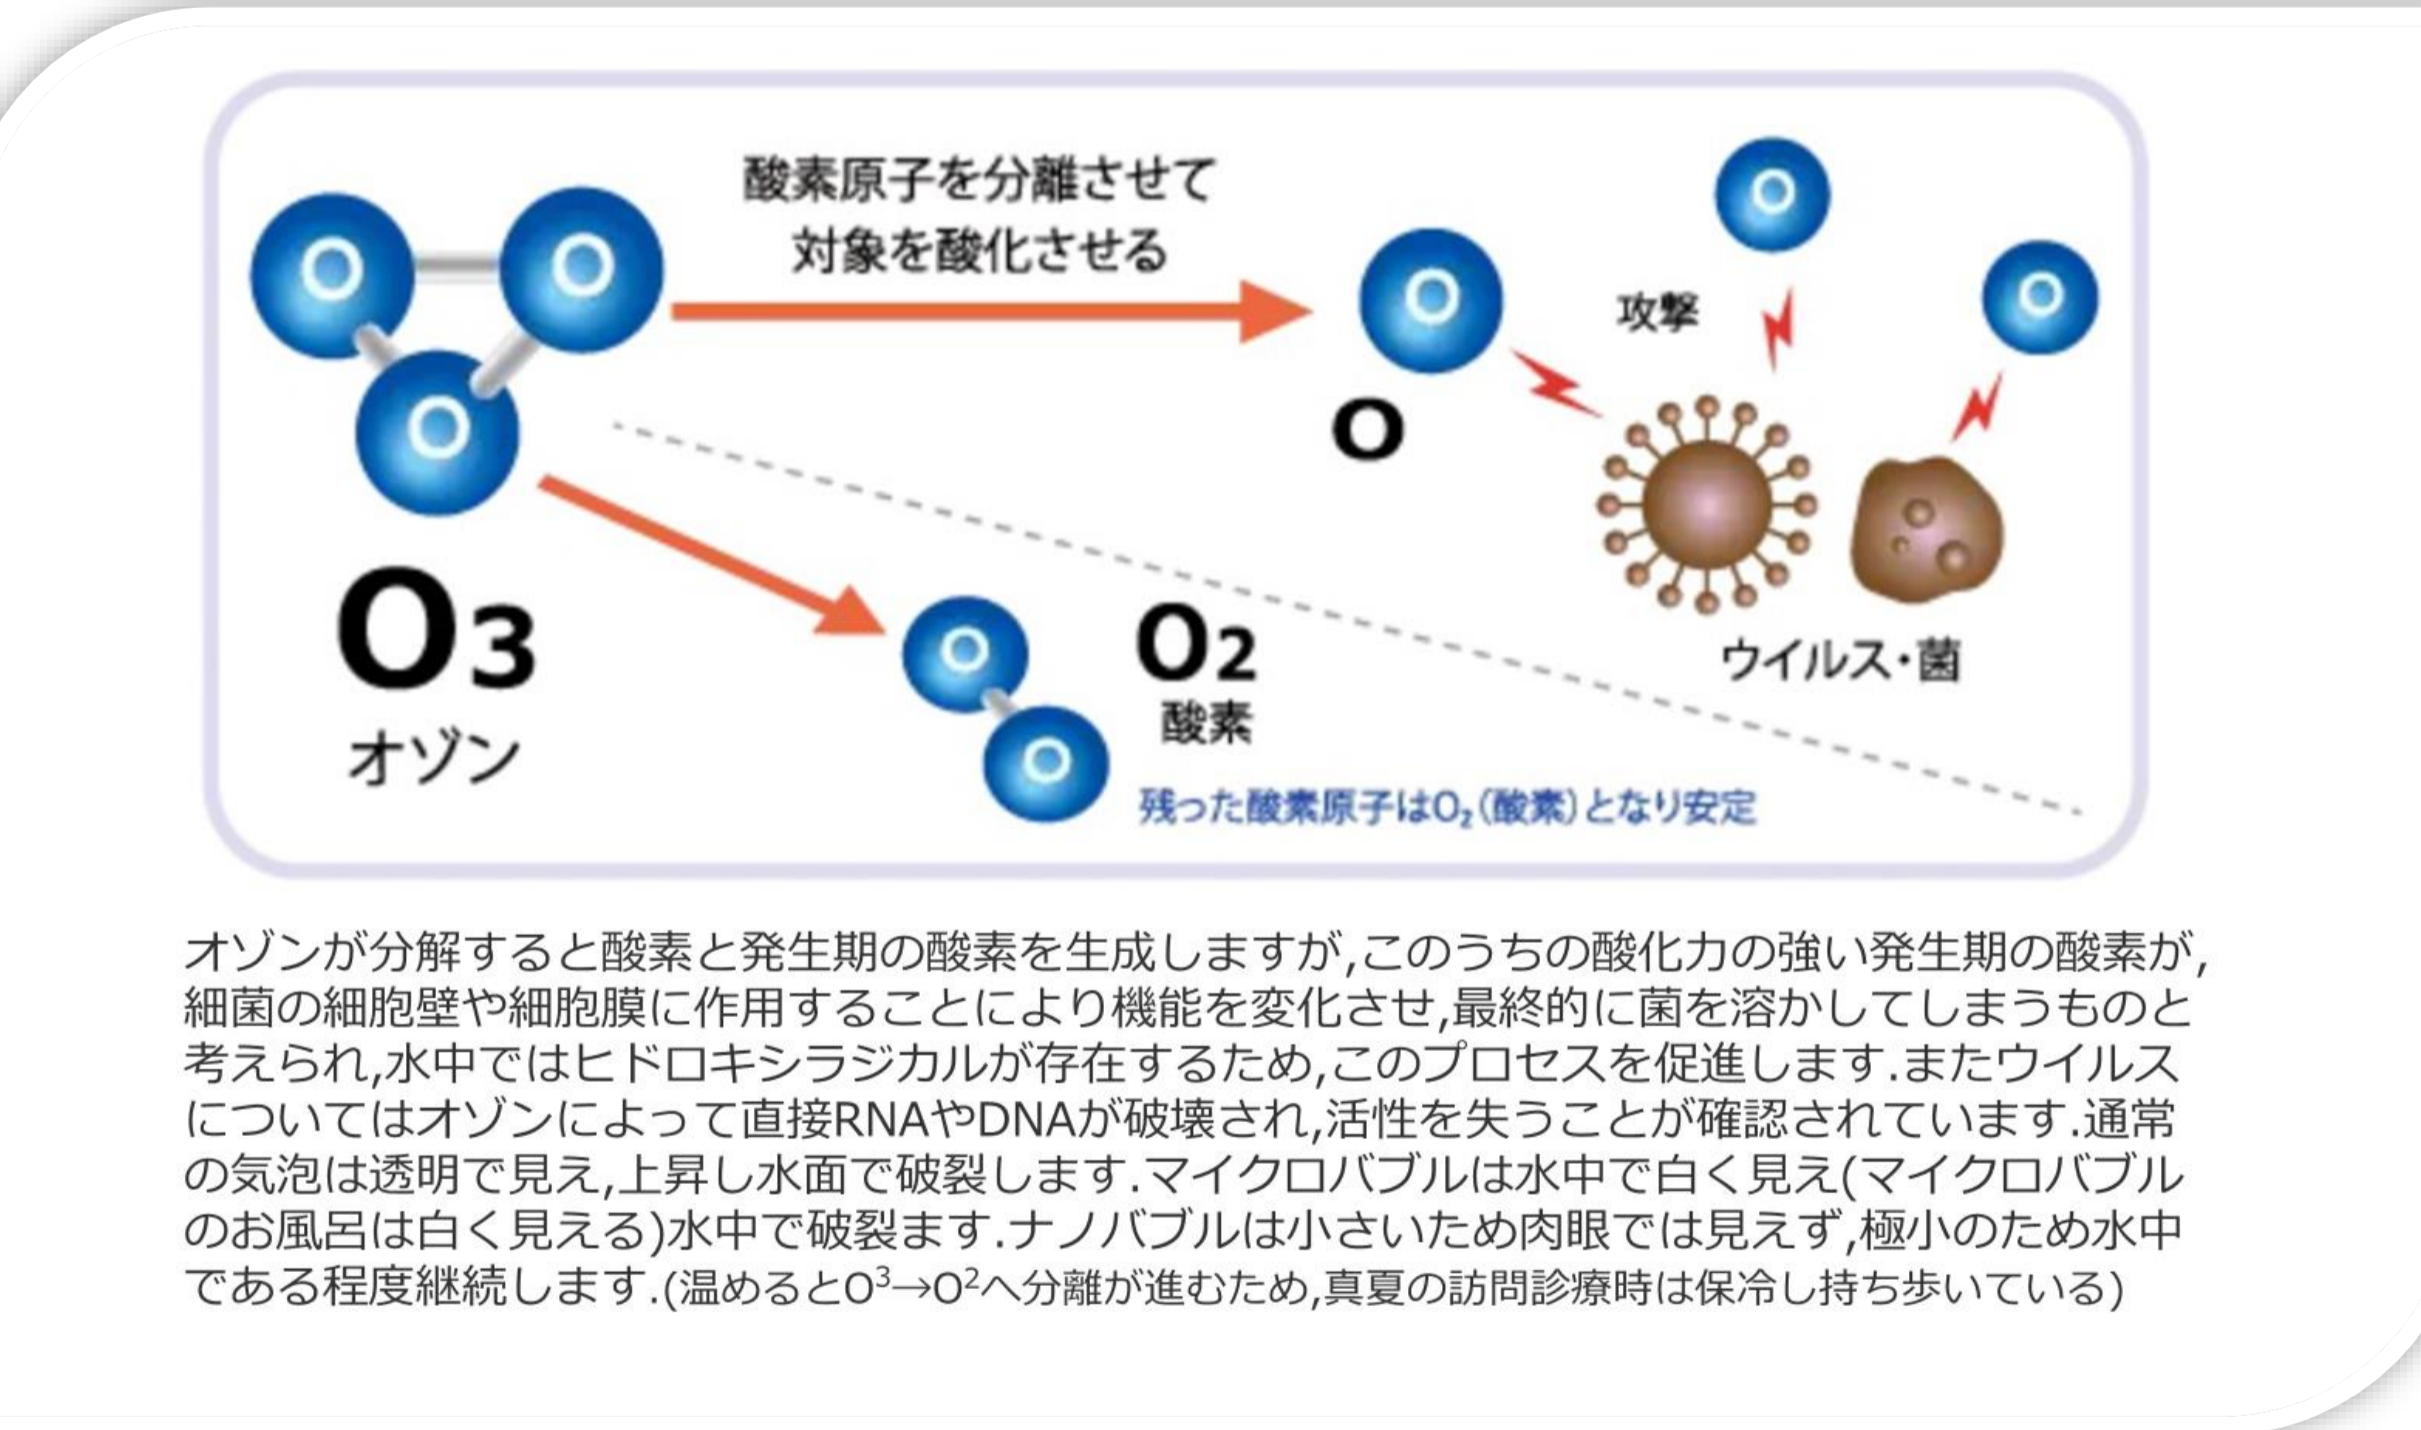 酸素原子を分離させて
対象を酸化させる
O
O
O
O
O
O
攻撃
O
O3
オゾン
O
O
O2
酸素
残った酸素原子はO₂(酸素)となり安定
ウイルス・菌
オゾンが分解すると酸素と発生期の酸素を生成しますが,このうちの酸化力の強い発生期の酸素が,
細菌の細胞壁や細胞膜に作用することにより機能を変化させ,最終的に菌を溶かしてしまうものと
考えられ,水中ではヒドロキシラジカルが存在するため,このプロセスを促進します.またウイルス
についてはオゾンによって直接RNAやDNAが破壊され,活性を失うことが確認されています.通常
の気泡は透明で見え,上昇し水面で破裂します.マイクロバブルは水中で白く見え(マイクロバブル
のお風呂は白く見える)水中で破裂ます.ナノバブルは小さいため肉眼では見えず,極小のため水中
である程度継続します.(温めるとO³→O²へ分離が進むため,真夏の訪問診療時は保冷し持ち歩いている)